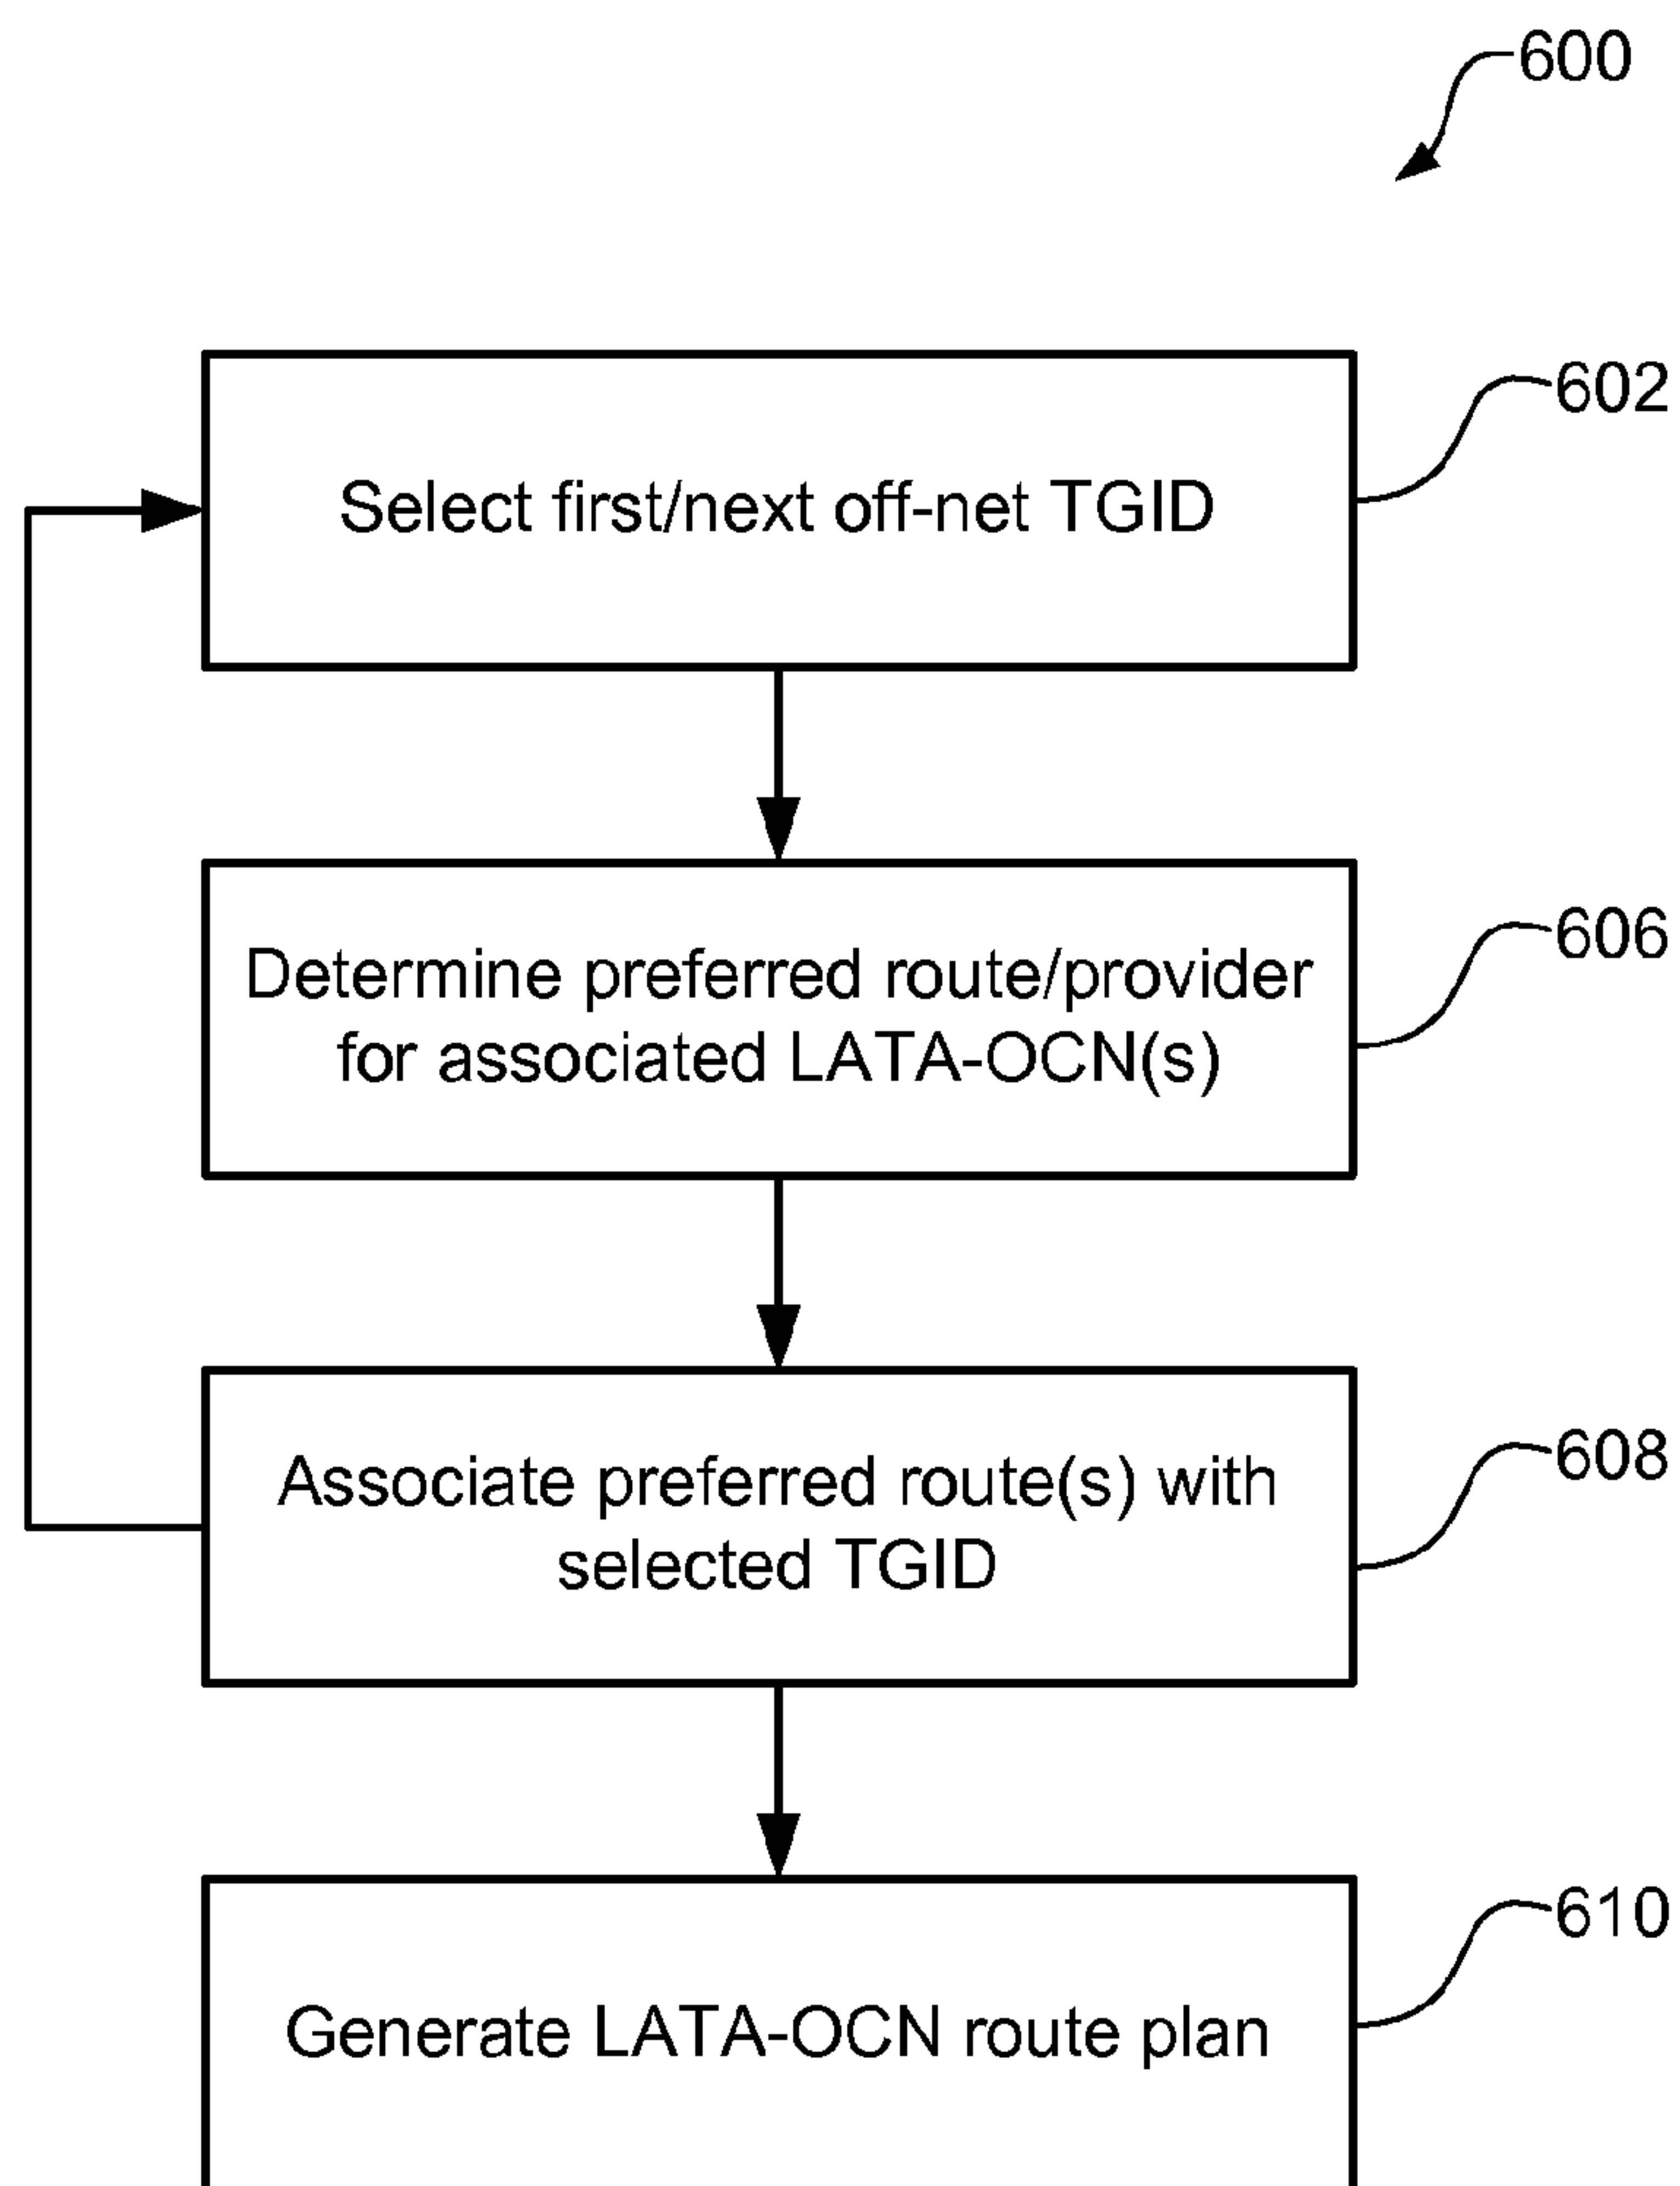 600
602
Select first/next off-net TGID
606
Determine preferred route/provider
for associated LATA-OCN(s)
608
Associate preferred route(s) with
selected TGID
610
Generate LATA-OCN route plan